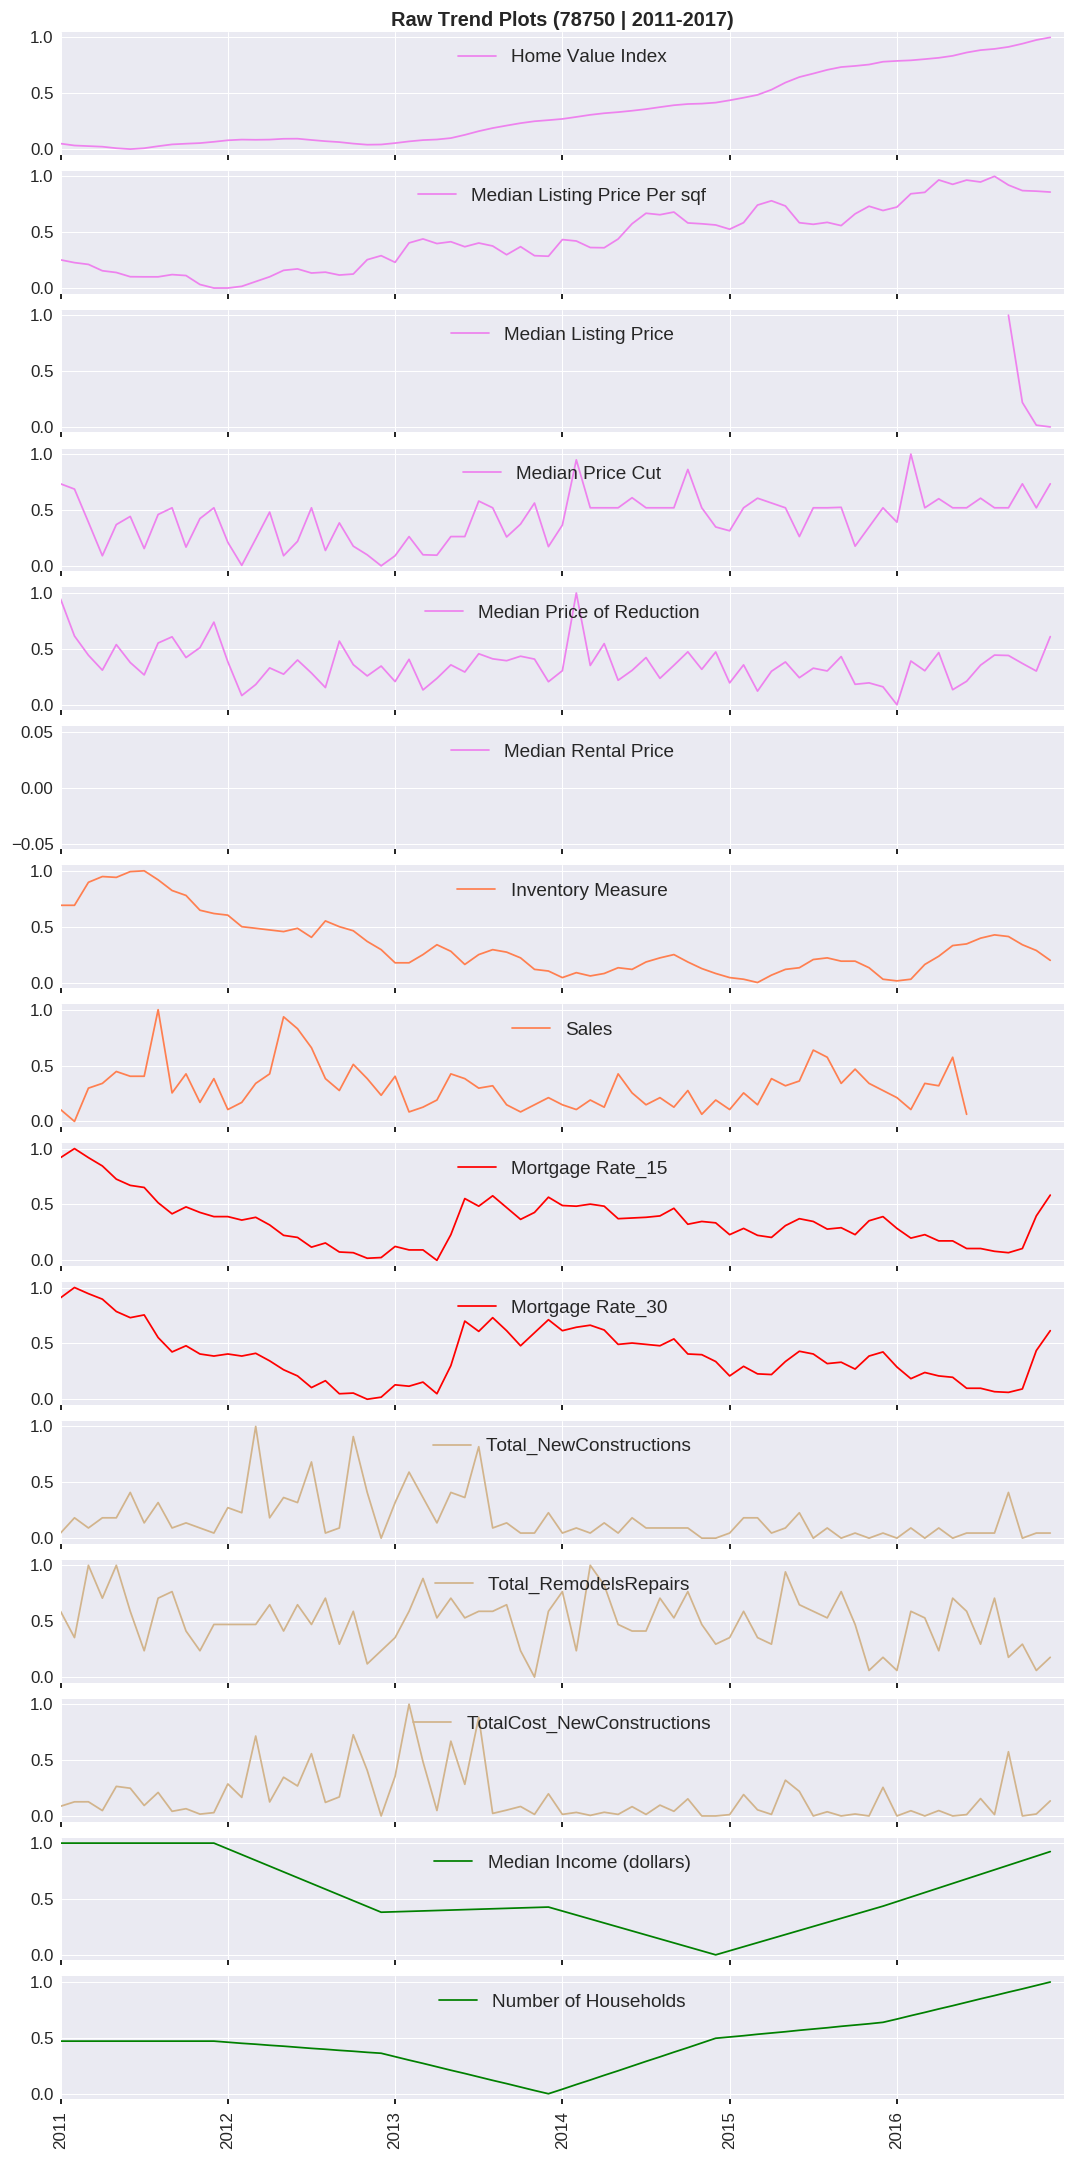 Raw Trend Plots (78750 | 2011-2017)
1.0
Home Value Index
0.5
0.0
1.0
Median Listing Price Per sqf
0.5
0.0
1.0
Median Listing Price
0.5
0.0
1.0
Median Price Cut
0.5
0.0
1.0
Median Price of Reduction
0.5
0.0
0.05
Median Rental Price
0.00
−0.05
1.0
Inventory Measure
0.5
0.0
1.0
Sales
0.5
0.0
1.0
Mortgage Rate_15
0.5
0.0
1.0
Mortgage Rate_30
0.5
0.0
1.0
Total_NewConstructions
0.5
0.0
1.0
Total_RemodelsRepairs
0.5
0.0
1.0
TotalCost_NewConstructions
0.5
0.0
1.0
Median Income (dollars)
0.5
0.0
1.0
Number of Households
0.5
0.0
2011 2012 2013 2014 2015 2016